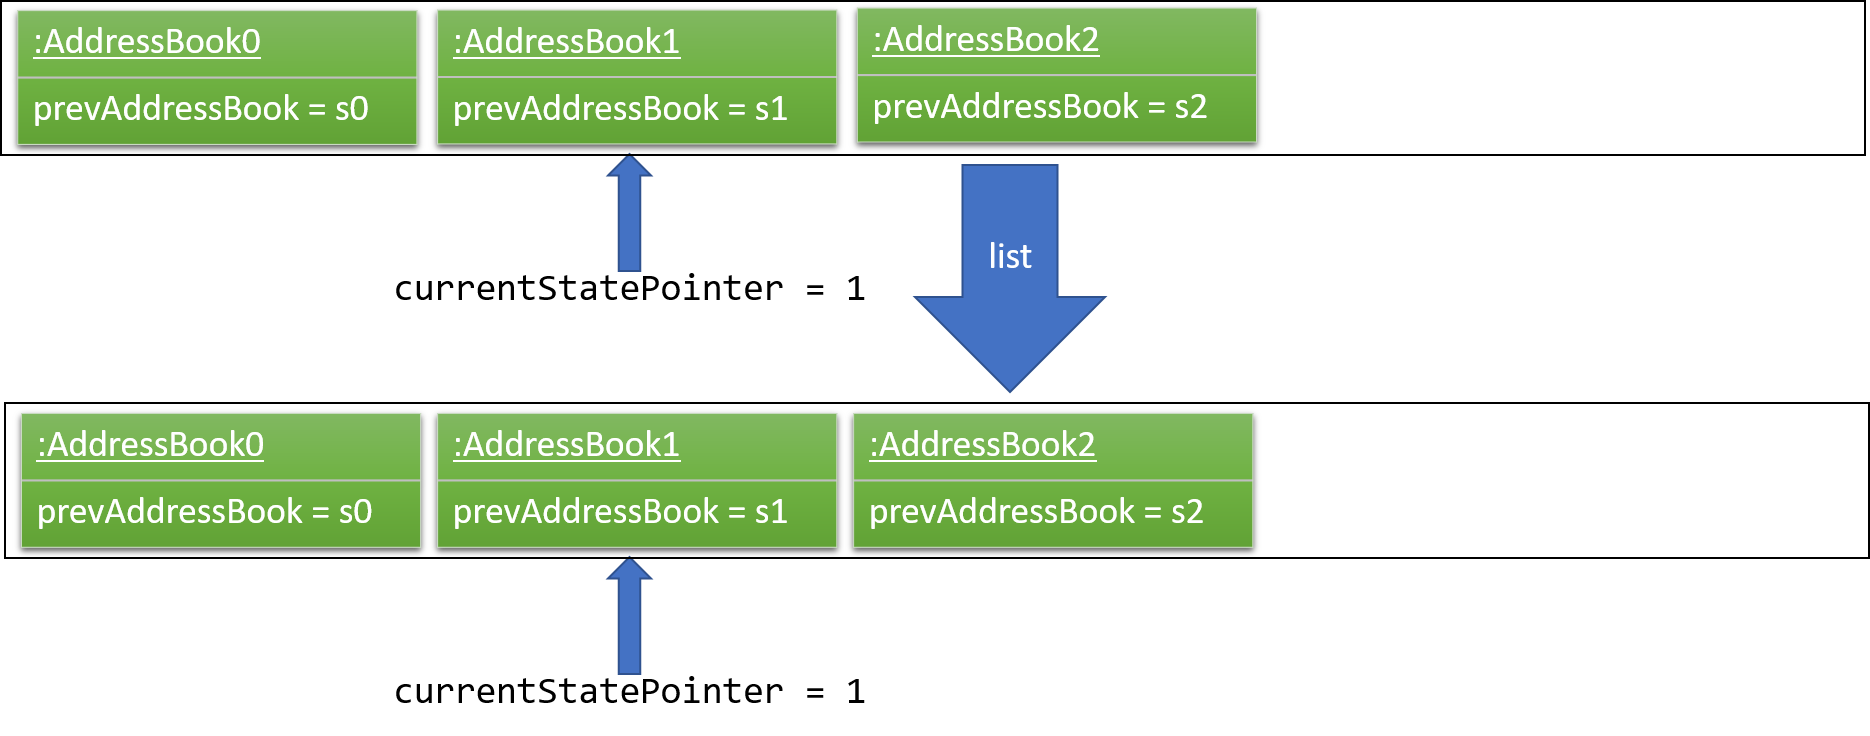 :AddressBook0
prevAddressBook = s0
:AddressBook1
prevAddressBook = s1
:AddressBook2
prevAddressBook = s2
currentStatePointer = 1
list
:AddressBook0
prevAddressBook = s0
:AddressBook1
prevAddressBook = s1
:AddressBook2
prevAddressBook = s2
currentStatePointer = 1